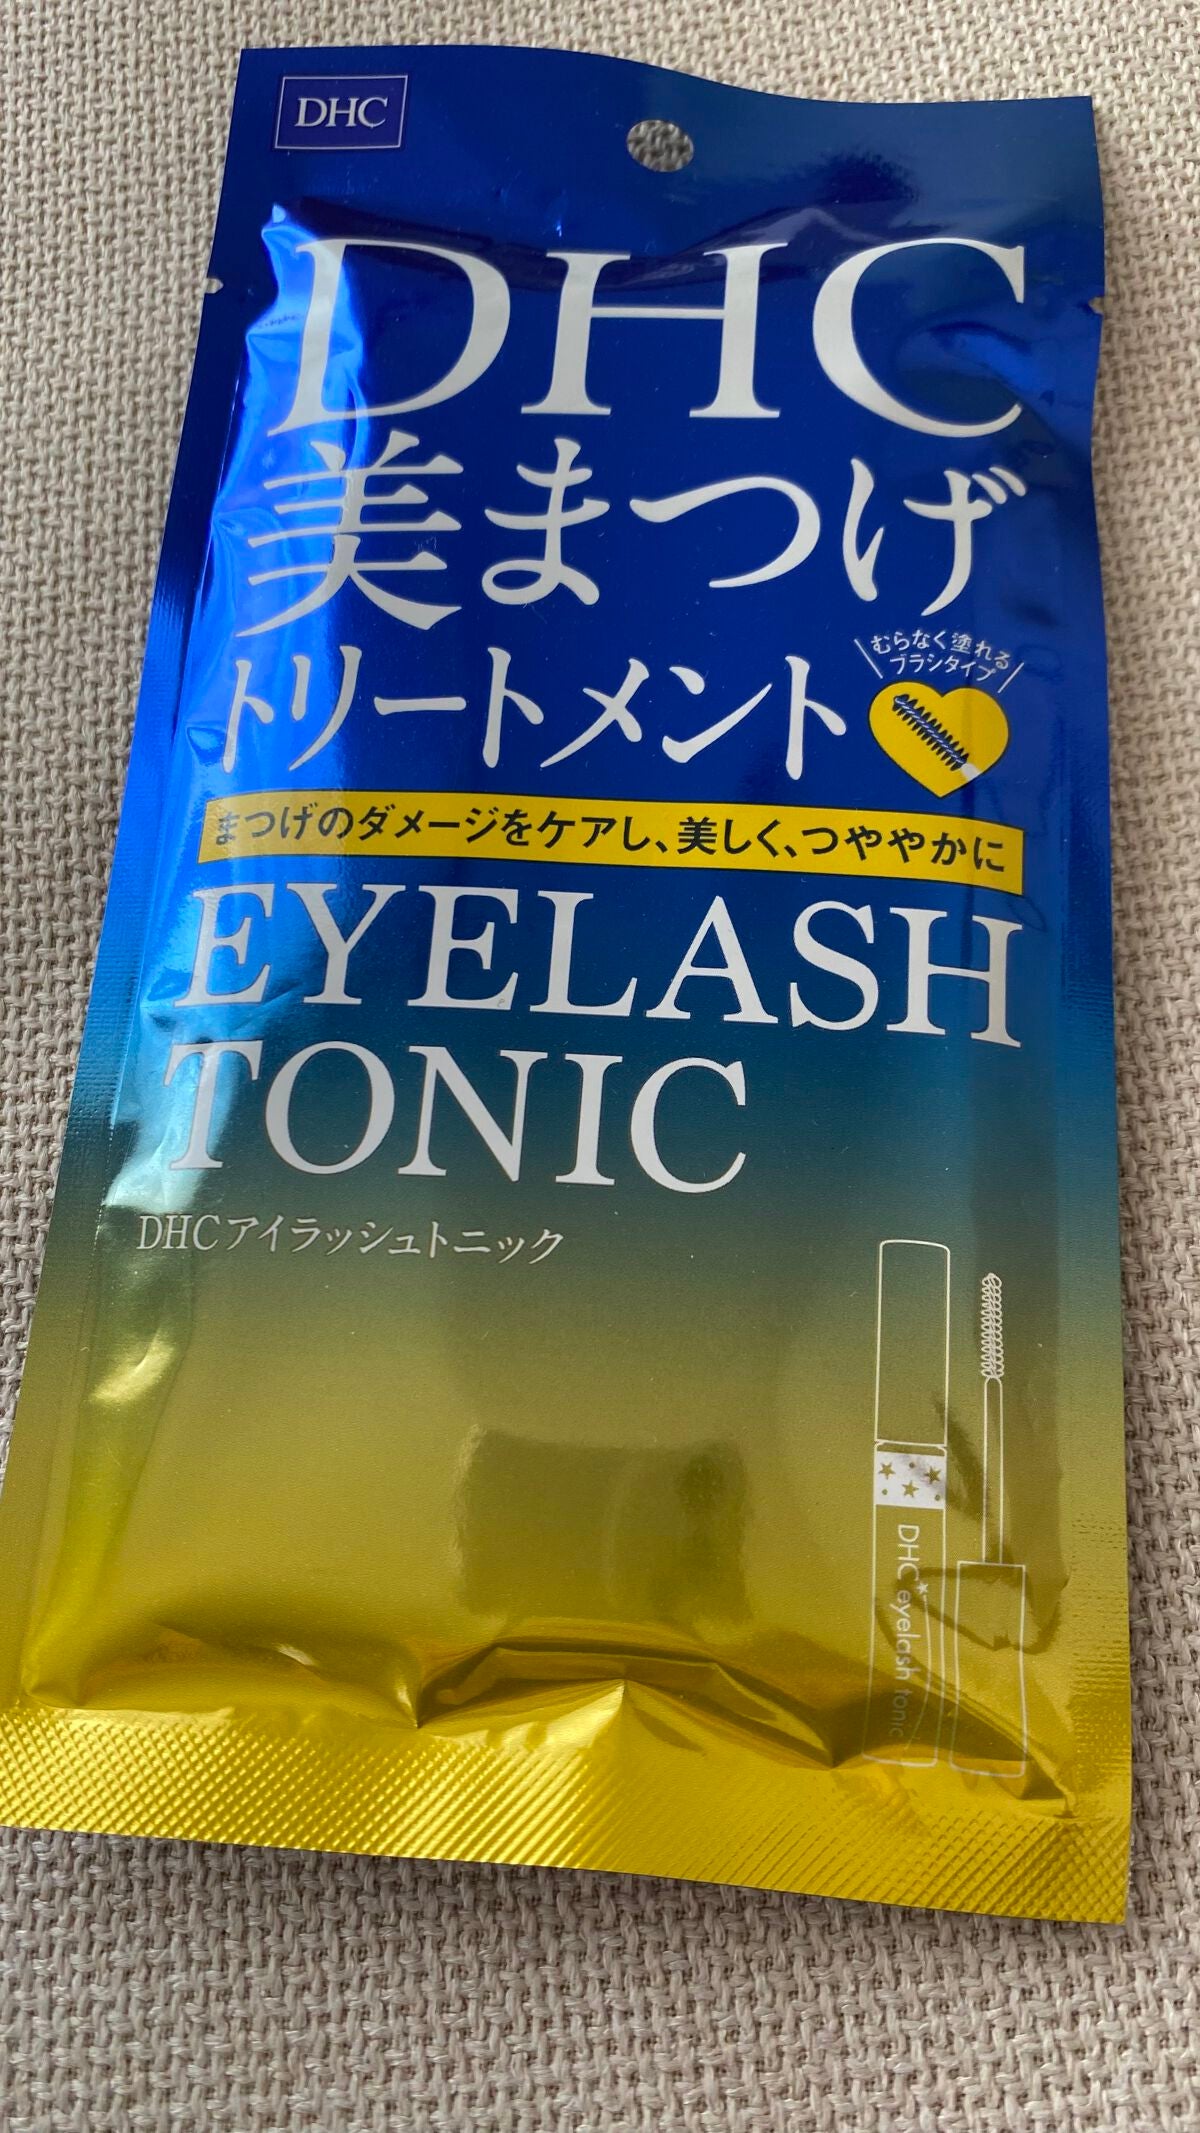 DHC
DHC
美まつげ
トリートメント
むらなく塗れる
ブラシタイプ
まつげのダメージをケアし、美しく、つややかに
EYELASH
TONIC
DHCアイラッシュトニック
DHC eyelash tonic